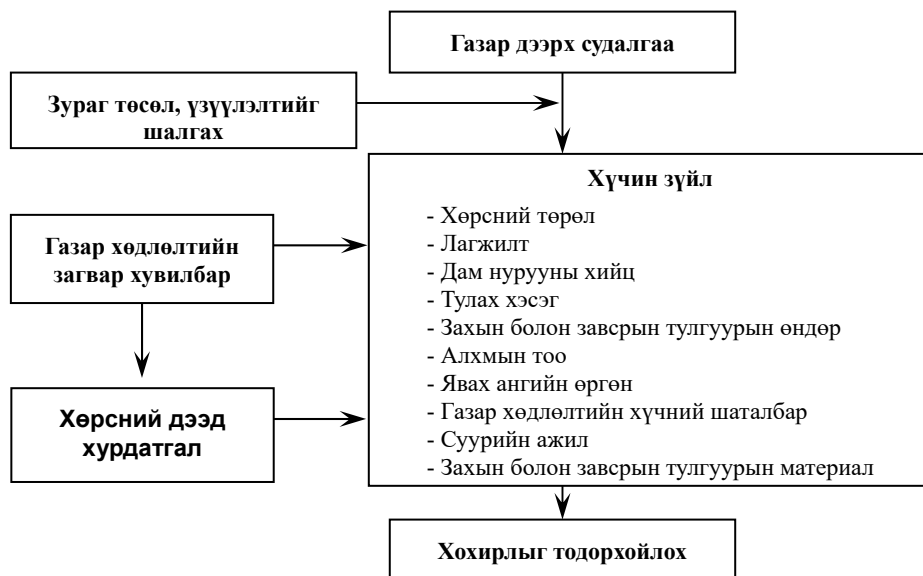 Газар дээрх судалгаа
Зураг төсөл, үзүүлэлтийг
шалгах
Хүчин зүйл
- Хөрсний төрөл
- Лагжилт
- Дам нурууны хийц
- Тулах хэсэг
- Захын болон завсрын тулгуурын өндөр
- Алхмын тоо
- Явах ангийн өргөн
- Газар хөдлөлтийн хүчний шаталбар
- Суурийн ажил
- Захын болон завсрын тулгуурын материал
Газар хөдлөлтийн
загвар хувилбар
Хөрсний дээд
хурдатгал
Хохирлыг тодорхойлох